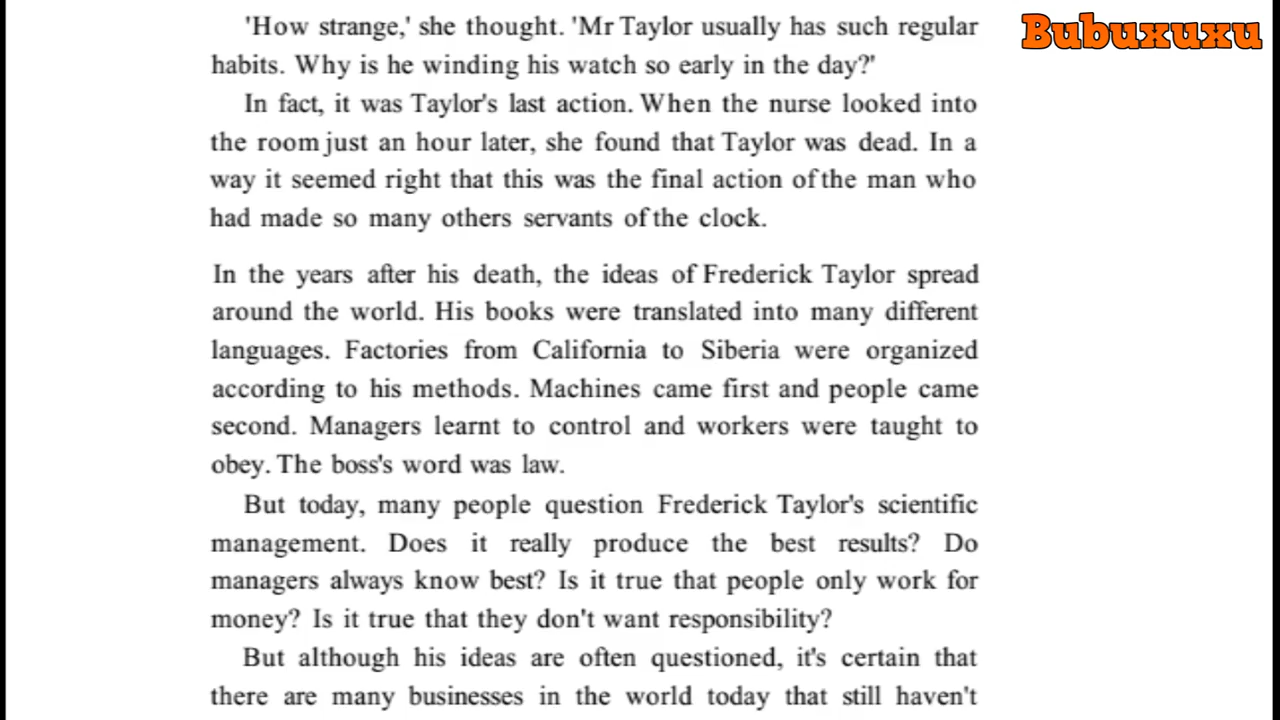 Bubuxuxu
'How strange,' she thought. 'Mr Taylor usually has such regular
habits. Why is he winding his watch so early in the day?'
In fact, it was Taylor's last action. When the nurse looked into
the room just an hour later, she found that Taylor was dead. In a
way it seemed right that this was the final action of the man who
had made so many others servants of the clock.
In the years after his death, the ideas of Frederick Taylor spread
around the world. His books were translated into many different
languages. Factories from California to Siberia were organized
according to his methods. Machines came first and people came
second. Managers learnt to control and workers were taught to
obey. The boss's word was law.
But today, many people question Frederick Taylor's scientific
management. Does it really produce the best results? Do
managers always know best? Is it true that people only work for
money? Is it true that they don't want responsibility?
But although his ideas are often questioned, it's certain that
there are many businesses in the world today that still haven't